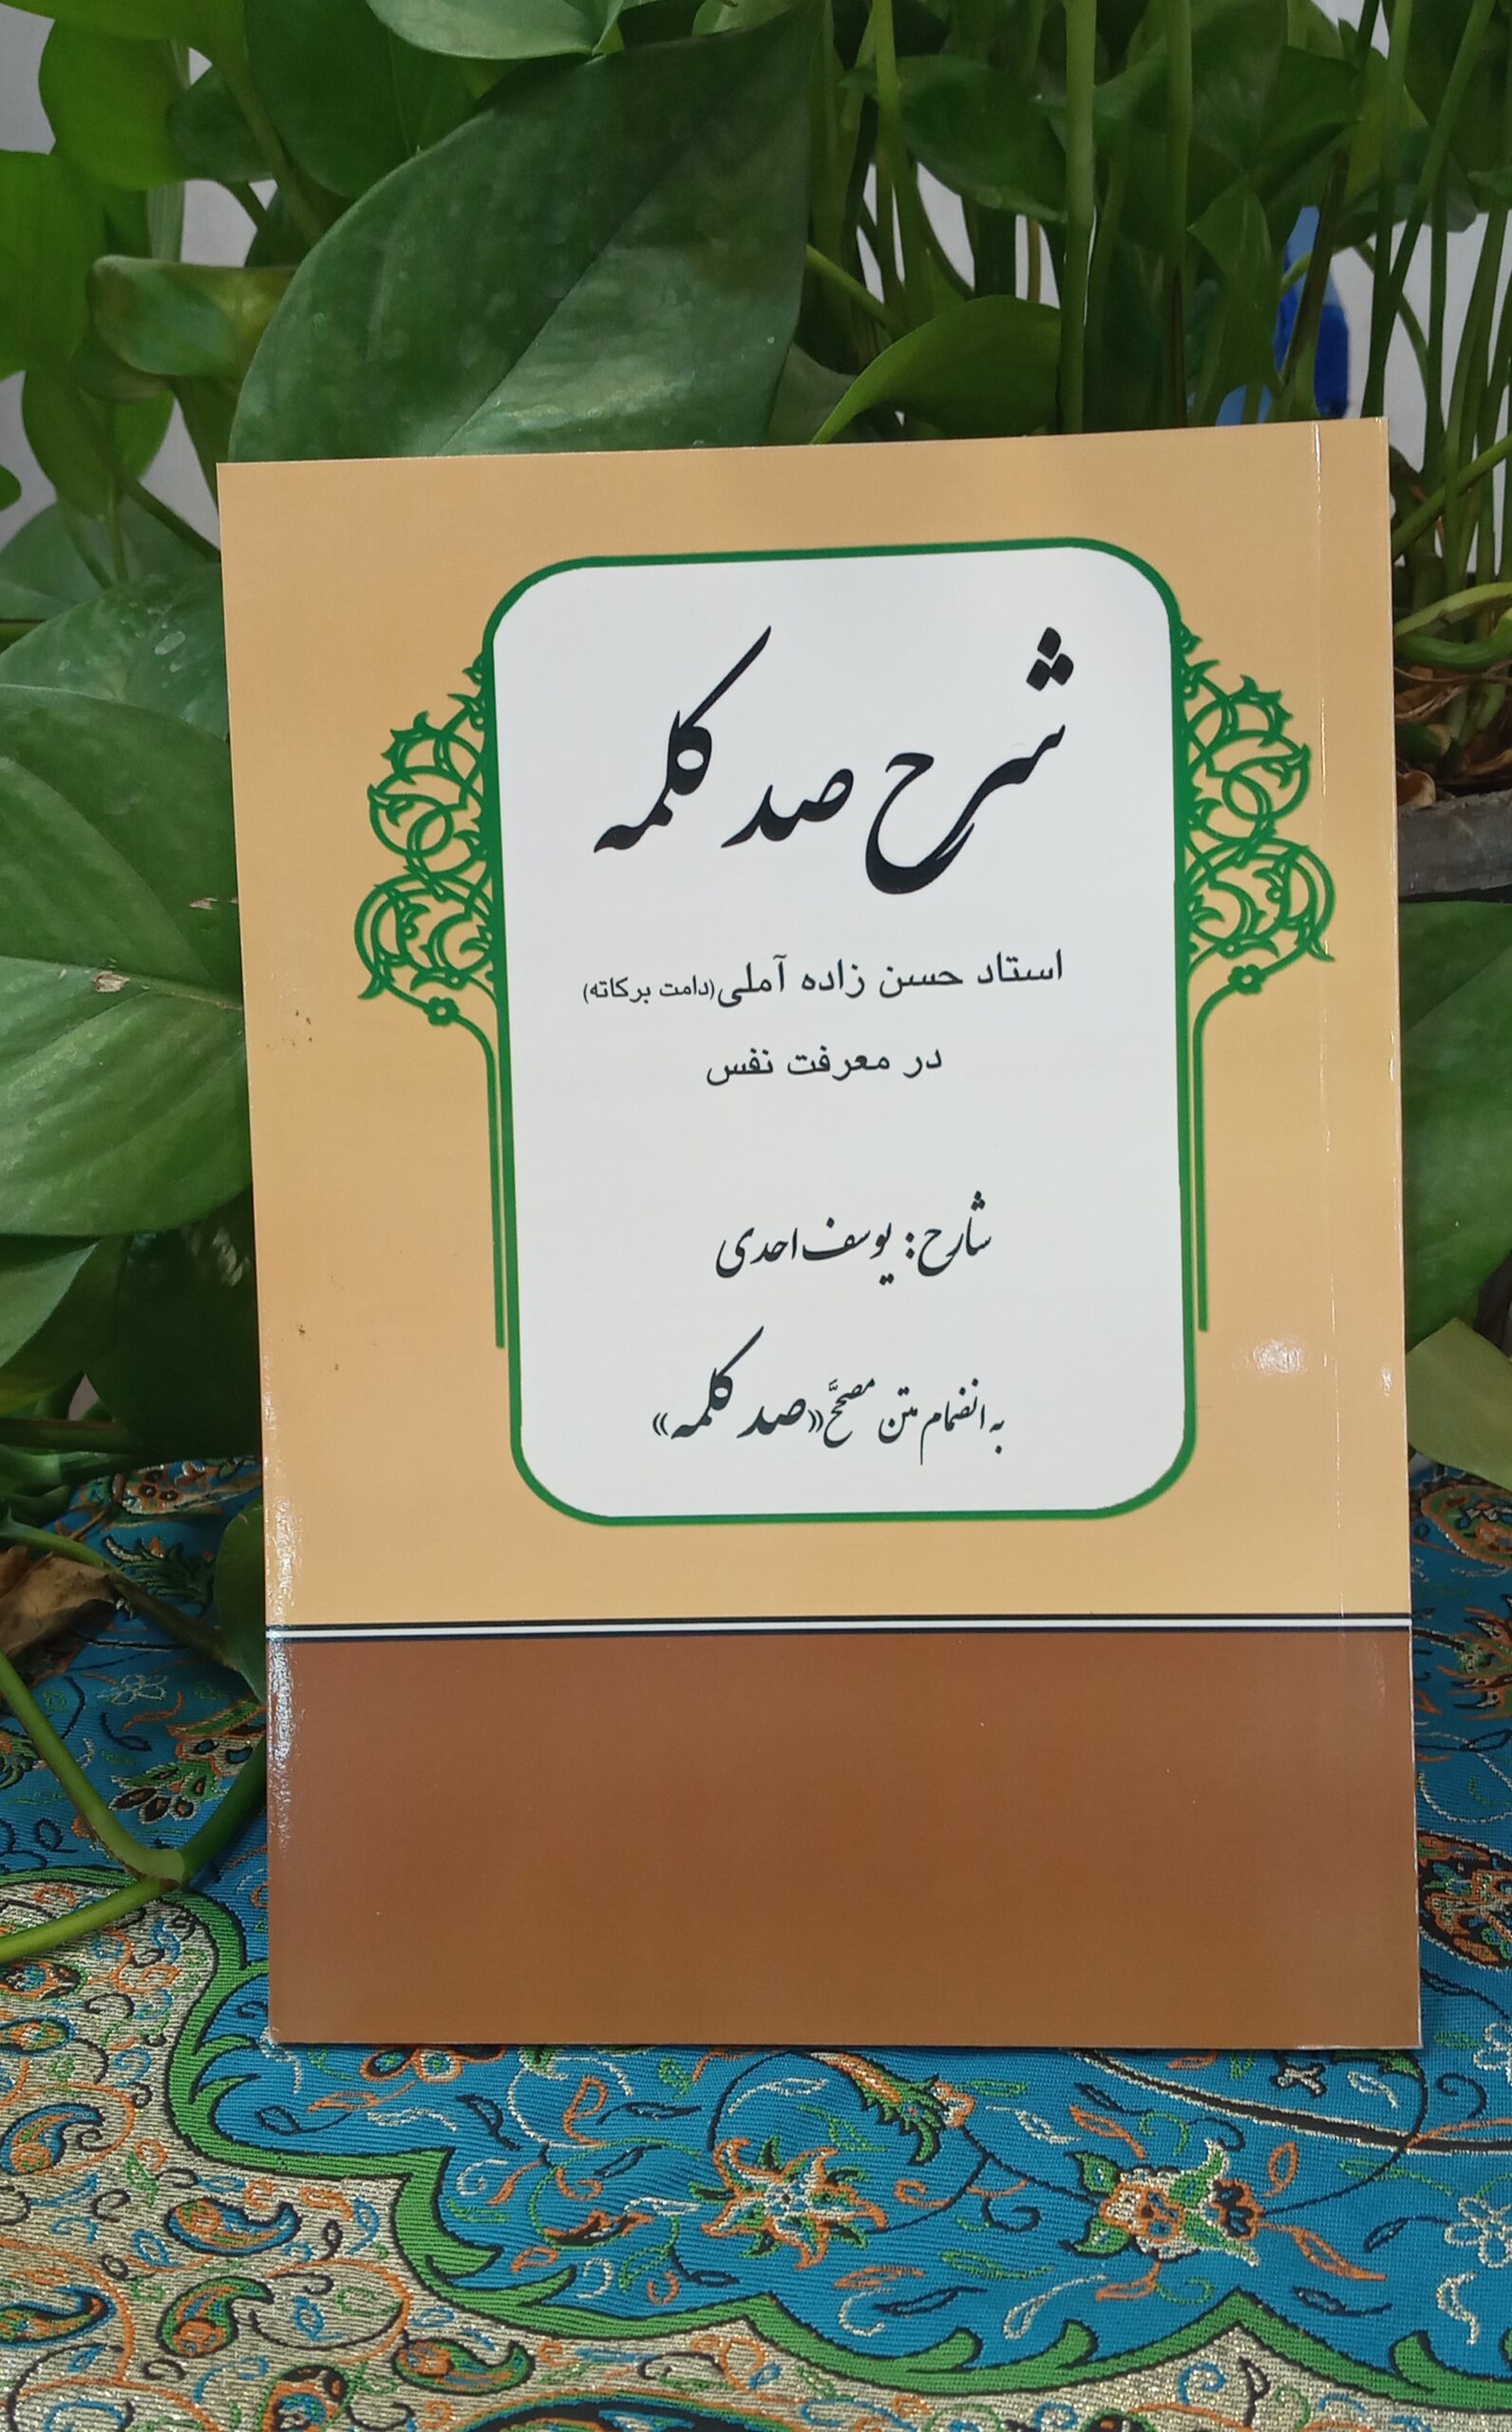 شرح صد کلمه
استاد حسن زاده آملی (دامت برکاته)
در معرفت نفس
شارح: یوسف احدی
به انضمام متن مصحَّح «صد کلمه»